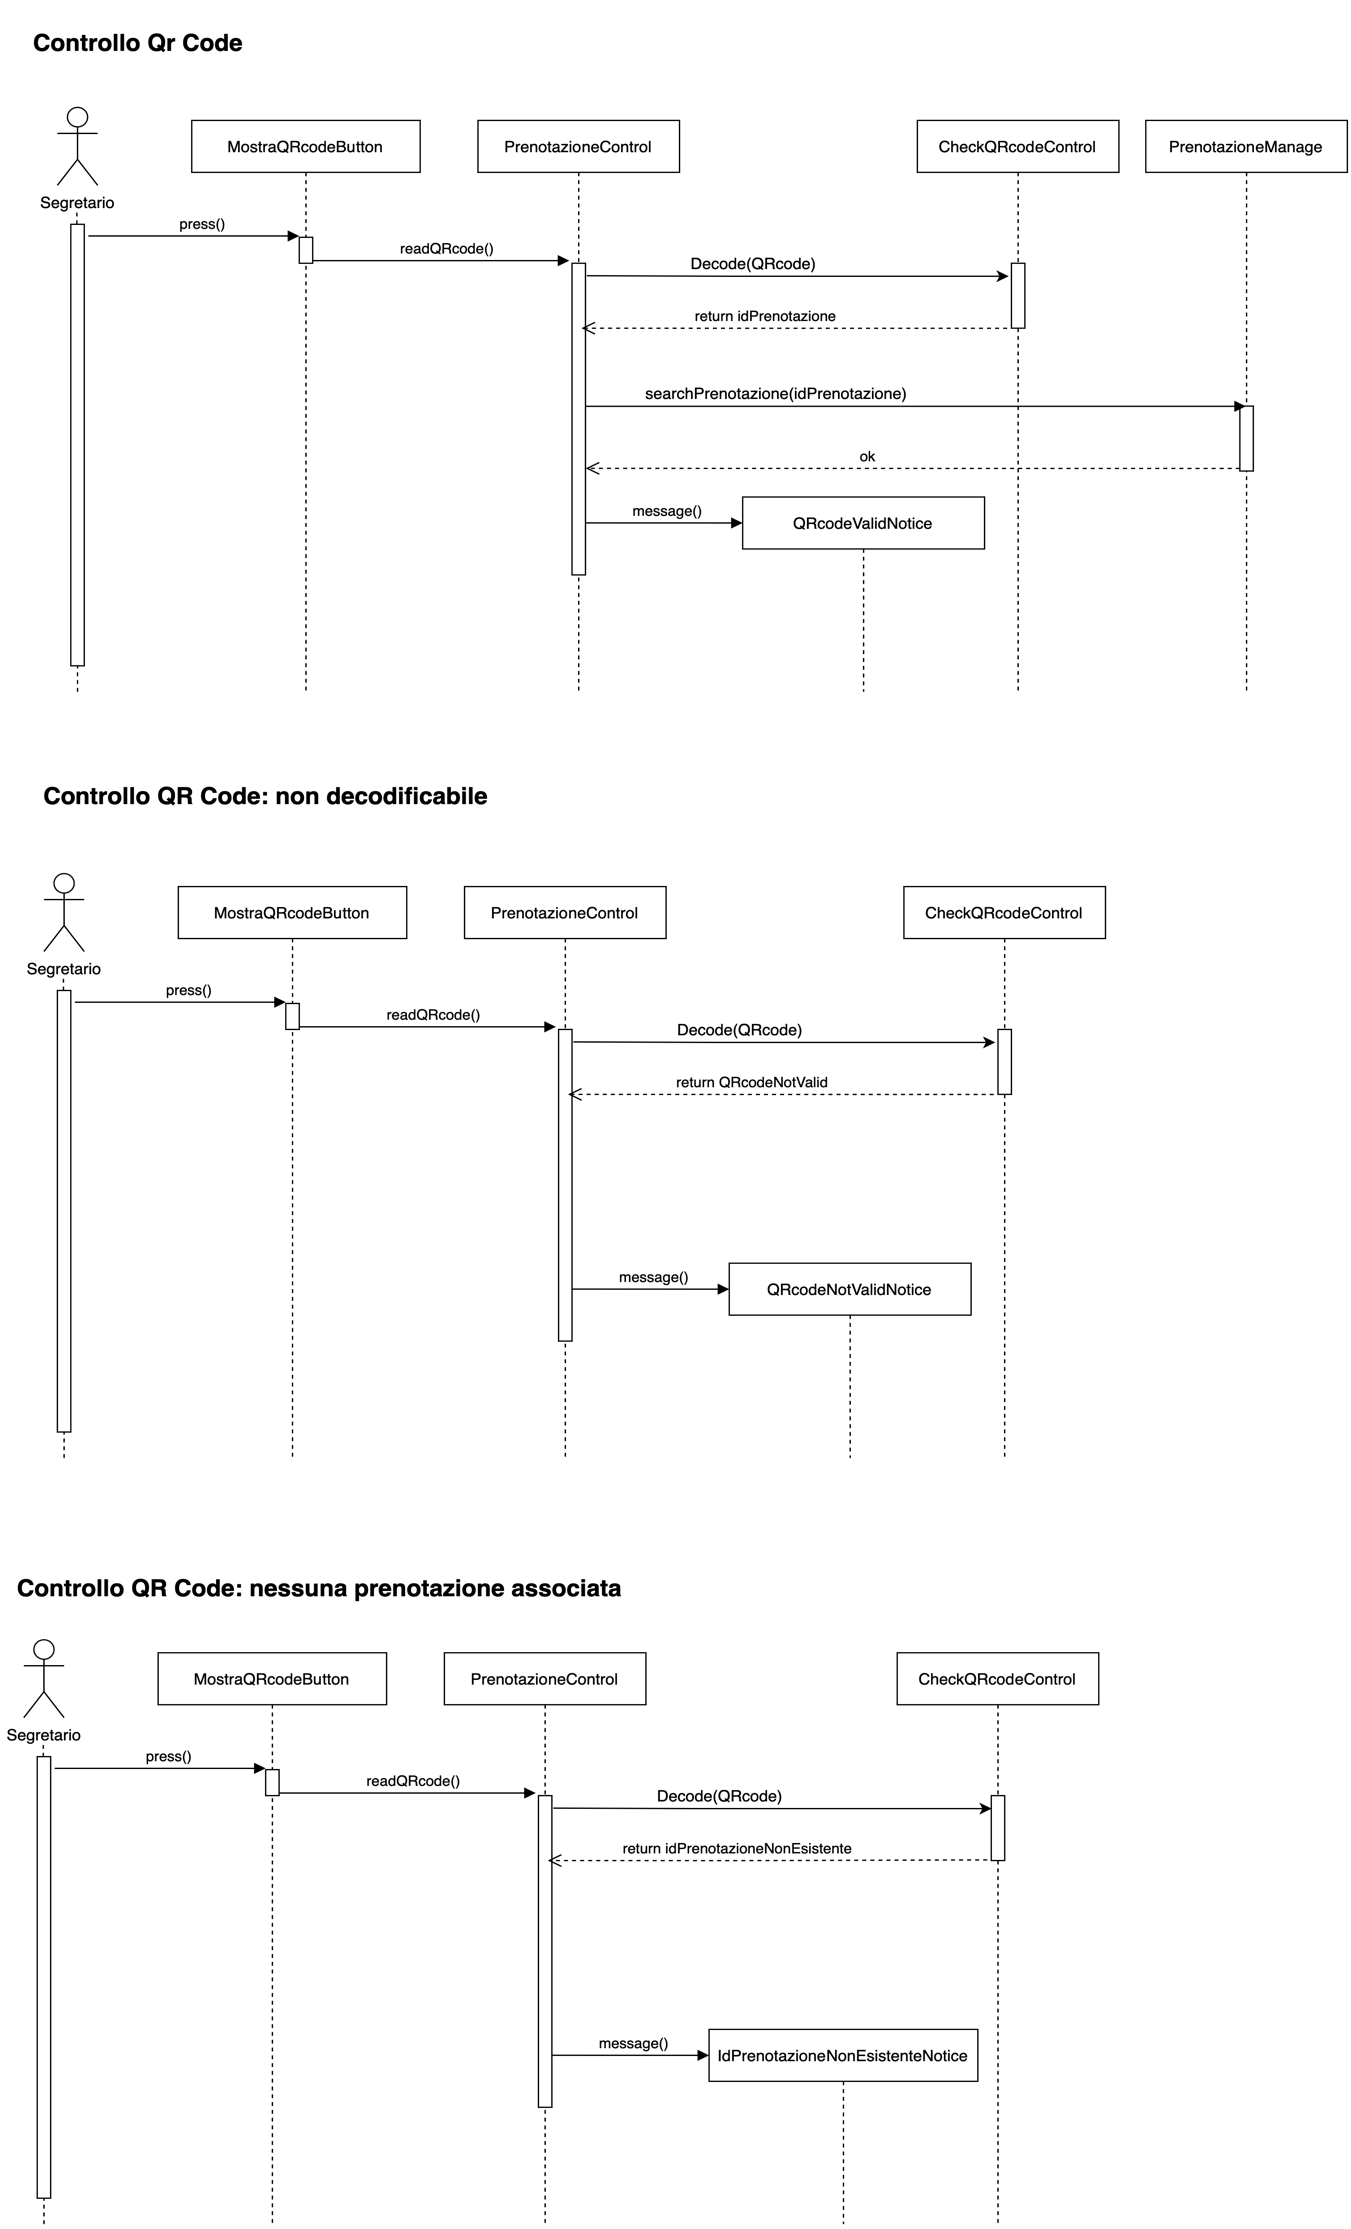 Controllo Qr Code
MostraQRcodeButton
PrenotazioneControl
CheckQRcodeControl
PrenotazioneManage
Segretario
press()
readQRcode()
Decode(QRcode)
return idPrenotazione
searchPrenotazione(idPrenotazione)
ok
message()
QRcodeValidNotice
Controllo QR Code: non decodificabile
MostraQRcodeButton
PrenotazioneControl
CheckQRcodeControl
Segretario
press()
readQRcode()
Decode(QRcode)
return QRcodeNotValid
message()
QRcodeNotValidNotice
Controllo QR Code: nessuna prenotazione associata
MostraQRcodeButton
PrenotazioneControl
CheckQRcodeControl
Segretario
press()
readQRcode()
Decode(QRcode)
return idPrenotazioneNonEsistente
message()
IdPrenotazioneNonEsistenteNotice